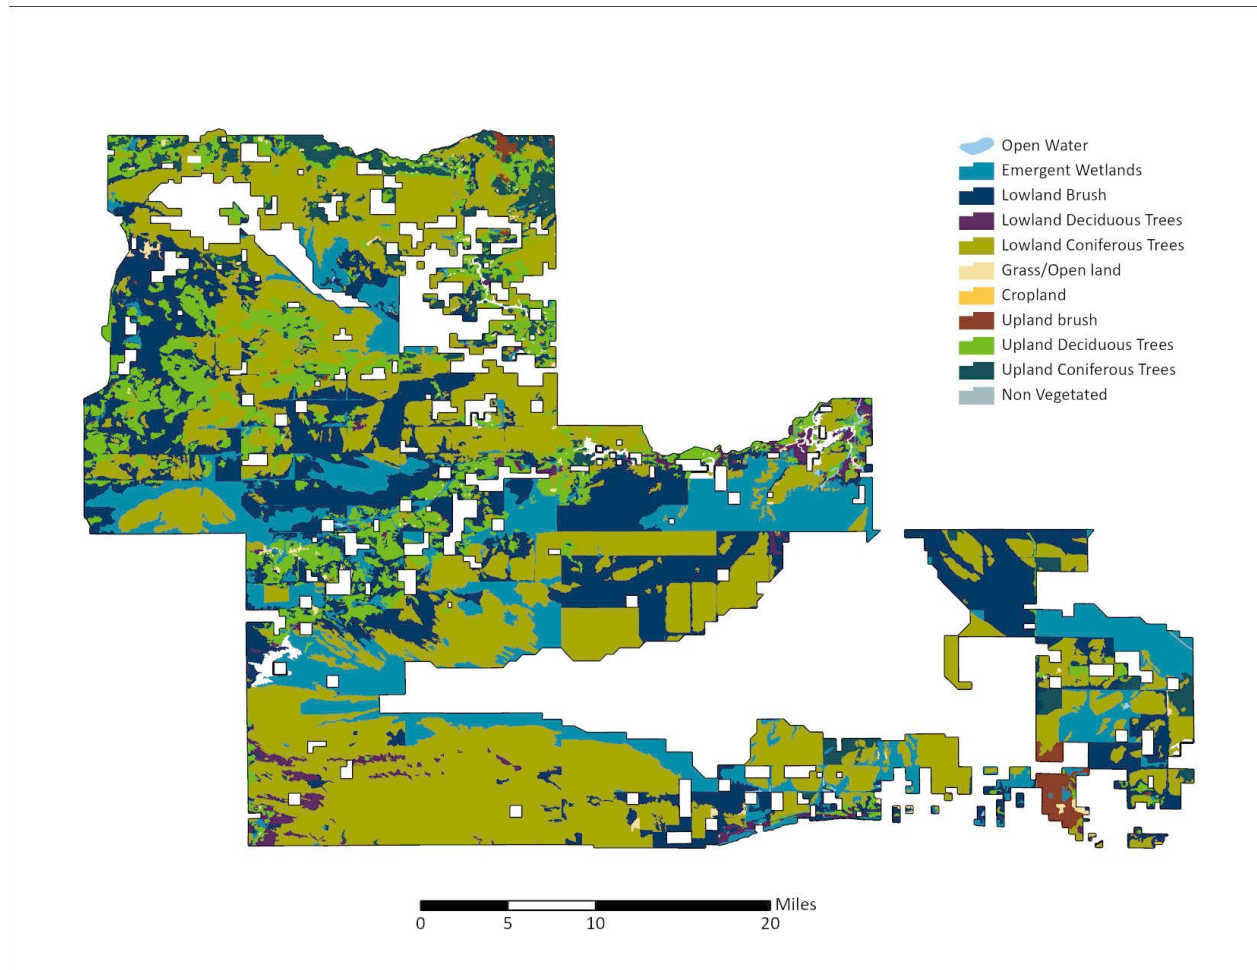 Open Water
Emergent Wetlands
Lowland Brush
Lowland Deciduous Trees
Lowland Coniferous Trees
Grass/Open land
Cropland
Upland brush
Upland Deciduous Trees
Upland Coniferous Trees
Non Vegetated
Miles
0 5 10 20